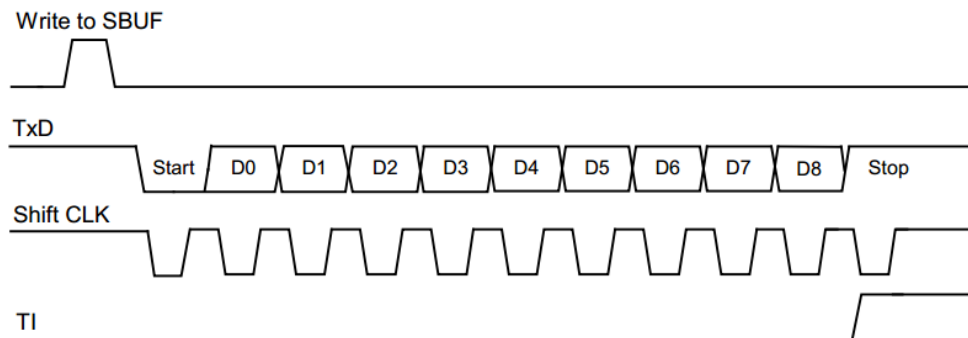 Write to SBUF
TxD
Start D0 D1 D2 D3 D4 D5 D6 D7 D8 Stop
Shift CLK
TI